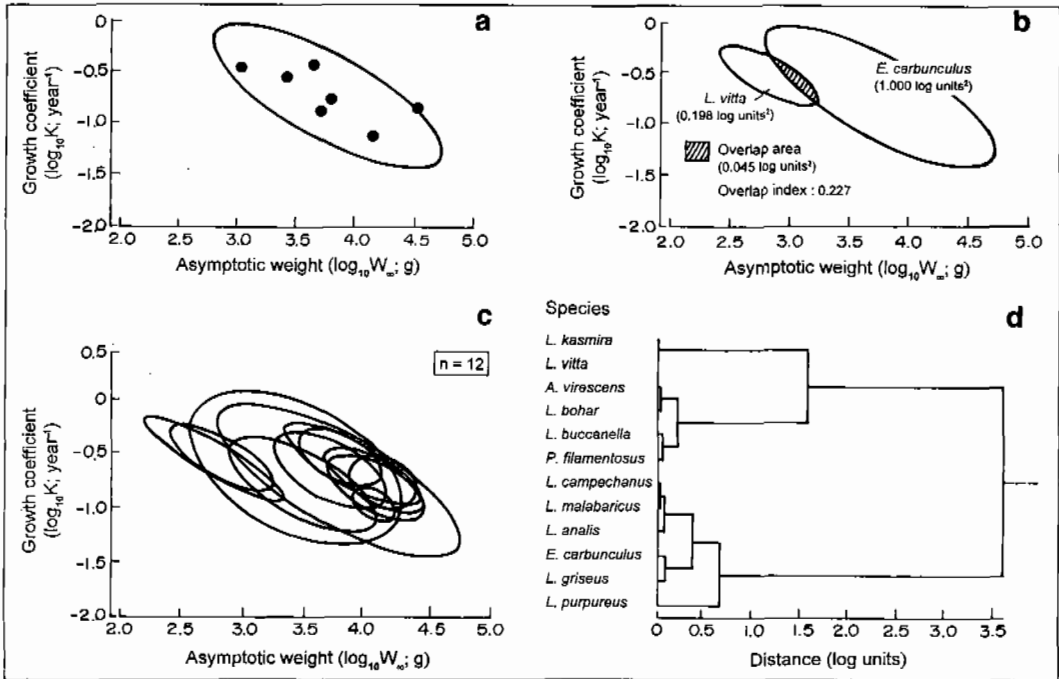 a
0
-0.5
-1.0
-1.5
-2.0
Growth coefficient
(log₁₀K; year⁻¹)
2.0 2.5 3.0 3.5 4.0 4.5 5.0
Asymptotic weight (log₁₀W∞; g)
b
0
-0.5
-1.0
-1.5
-2.0
Growth coefficient
(log₁₀K; year⁻¹)
E. carbunculus
(1.000 log units²)
L. vitta
(0.198 log units²)
Overlap area
(0.045 log units²)
Overlap index : 0.227
2.0 2.5 3.0 3.5 4.0 4.5 5.0
Asymptotic weight (log₁₀W∞; g)
c
n = 12
0.5
0
-0.5
-1.0
-1.5
-2.0
Growth coefficient
(log₁₀K; year⁻¹)
2.0 2.5 3.0 3.5 4.0 4.5 5.0
Asymptotic weight (log₁₀W∞; g)
d
Species
L. kasmira
L. vitta
A. virescens
L. bohar
L. buccanella
P. filamentosus
L. campechanus
L. malabaricus
L. analis
E. carbunculus
L. griseus
L. purpureus
0 0.5 1.0 1.5 2.0 2.5 3.0 3.5
Distance (log units)